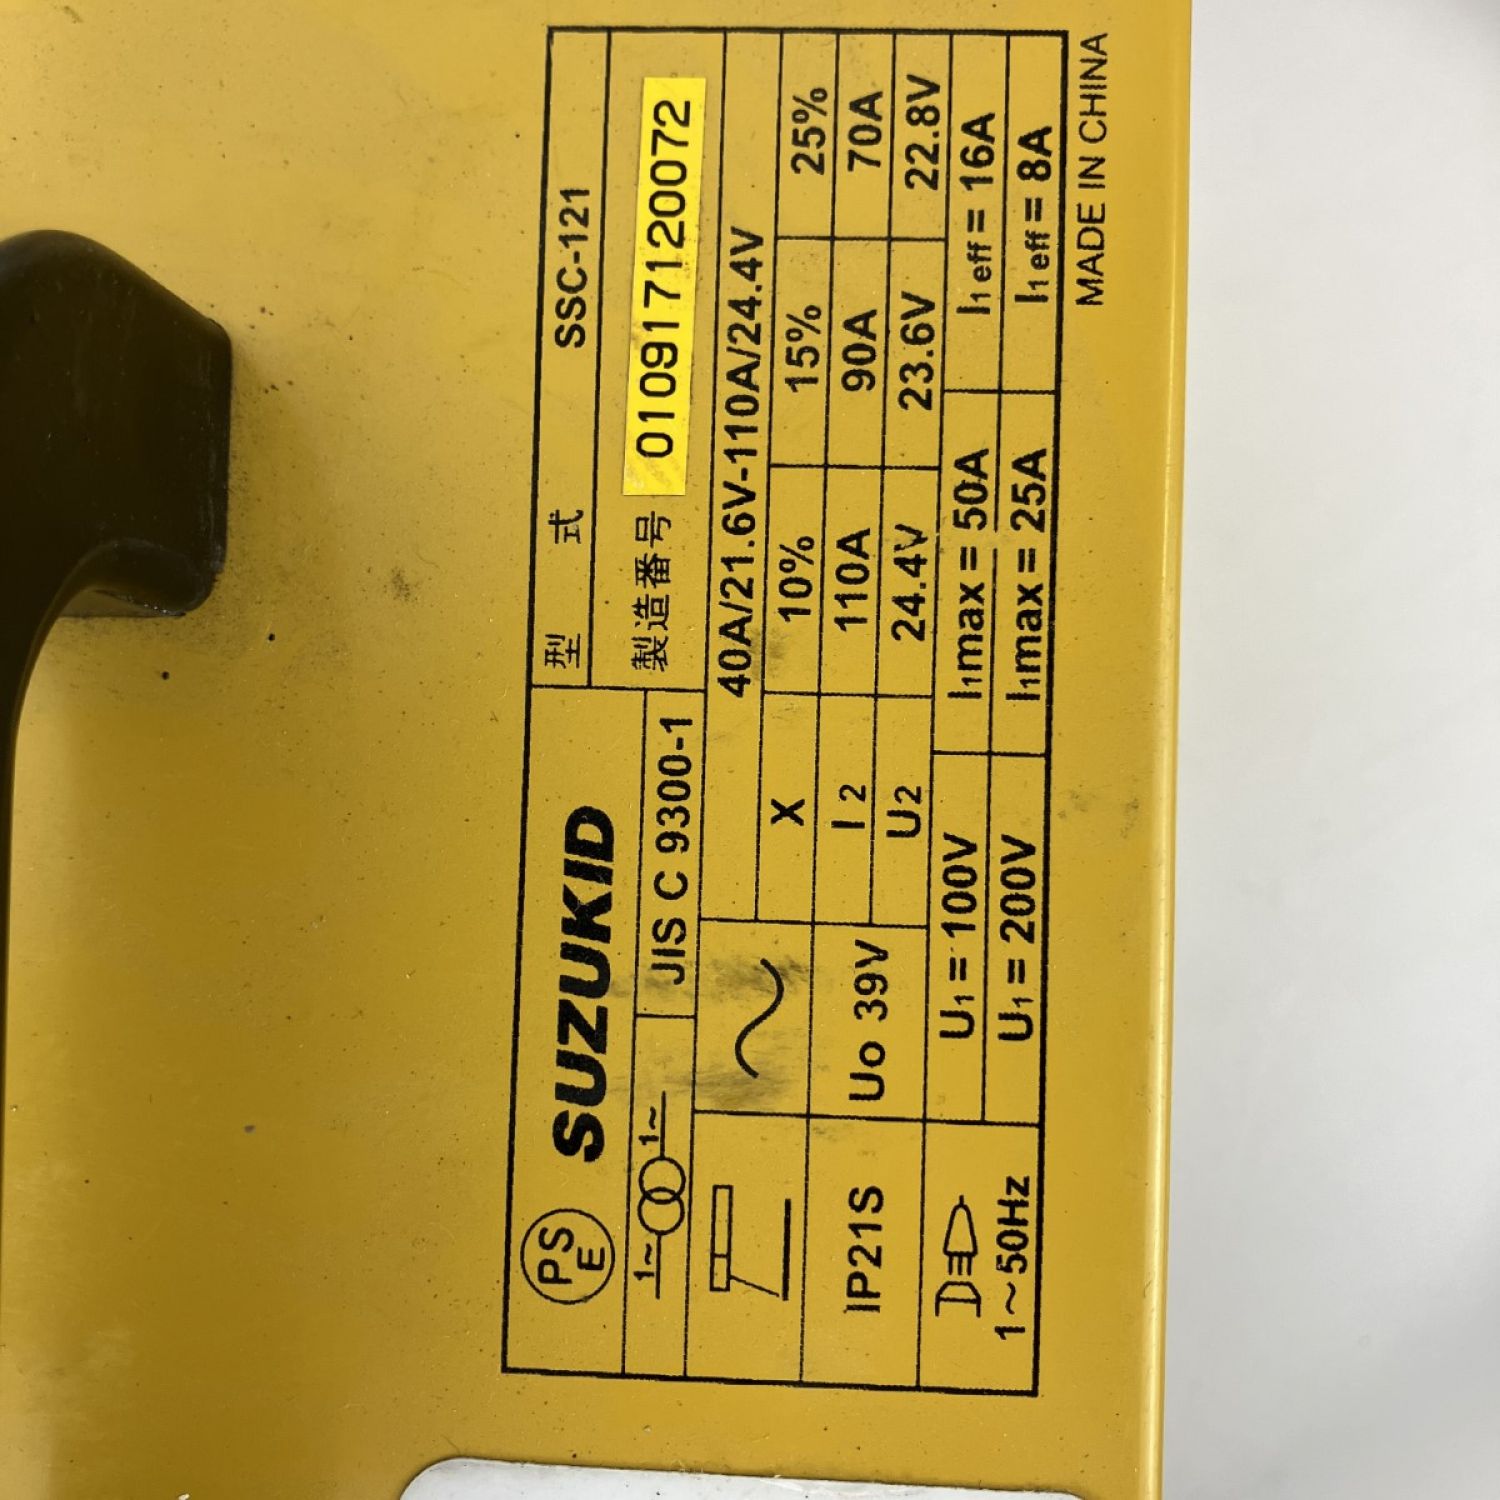 PS
E
SUZUKID
型 式 SSC-121
製造番号 010917120072
1~ 1~
JIS C 9300-1
40A/21.6V-110A/24.4V
X 10% 15% 25%
I2 110A 90A 70A
U2 24.4V 23.6V 22.8V
IP21S
Uo 39V
1~50Hz
U1=100V I1max=50A I1eff=16A
U1=200V I1max=25A I1eff=8A
MADE IN CHINA